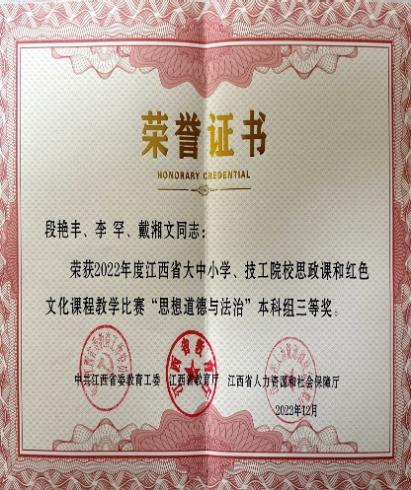 荣誉证书
HONORARY CREDENTIAL
段艳丰、李 罕、戴湘文同志：
荣获2022年度江西省大中小学、技工院校思政课和红色
文化课程教学比赛“思想道德与法治”本科组三等奖。
中共江西省委教育工委 江西省教育厅 江西省人力资源和社会保障厅
2022年12月